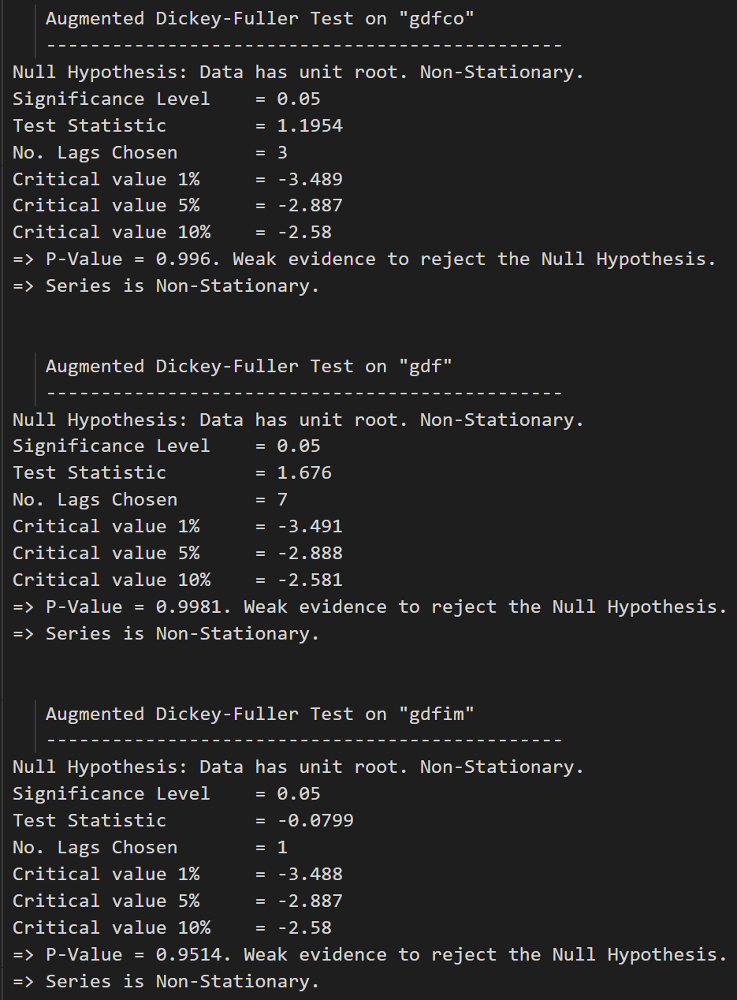 Augmented Dickey-Fuller Test on "gdfco"
-----------------------------------------------
Null Hypothesis: Data has unit root. Non-Stationary.
Significance Level    = 0.05
Test Statistic        = 1.1954
No. Lags Chosen       = 3
Critical value 1%     = -3.489
Critical value 5%     = -2.887
Critical value 10%    = -2.58
=> P-Value = 0.996. Weak evidence to reject the Null Hypothesis.
=> Series is Non-Stationary.
Augmented Dickey-Fuller Test on "gdf"
-----------------------------------------------
Null Hypothesis: Data has unit root. Non-Stationary.
Significance Level    = 0.05
Test Statistic        = 1.676
No. Lags Chosen       = 7
Critical value 1%     = -3.491
Critical value 5%     = -2.888
Critical value 10%    = -2.581
=> P-Value = 0.9981. Weak evidence to reject the Null Hypothesis.
=> Series is Non-Stationary.
Augmented Dickey-Fuller Test on "gdfim"
-----------------------------------------------
Null Hypothesis: Data has unit root. Non-Stationary.
Significance Level    = 0.05
Test Statistic        = -0.0799
No. Lags Chosen       = 1
Critical value 1%     = -3.488
Critical value 5%     = -2.887
Critical value 10%    = -2.58
=> P-Value = 0.9514. Weak evidence to reject the Null Hypothesis.
=> Series is Non-Stationary.